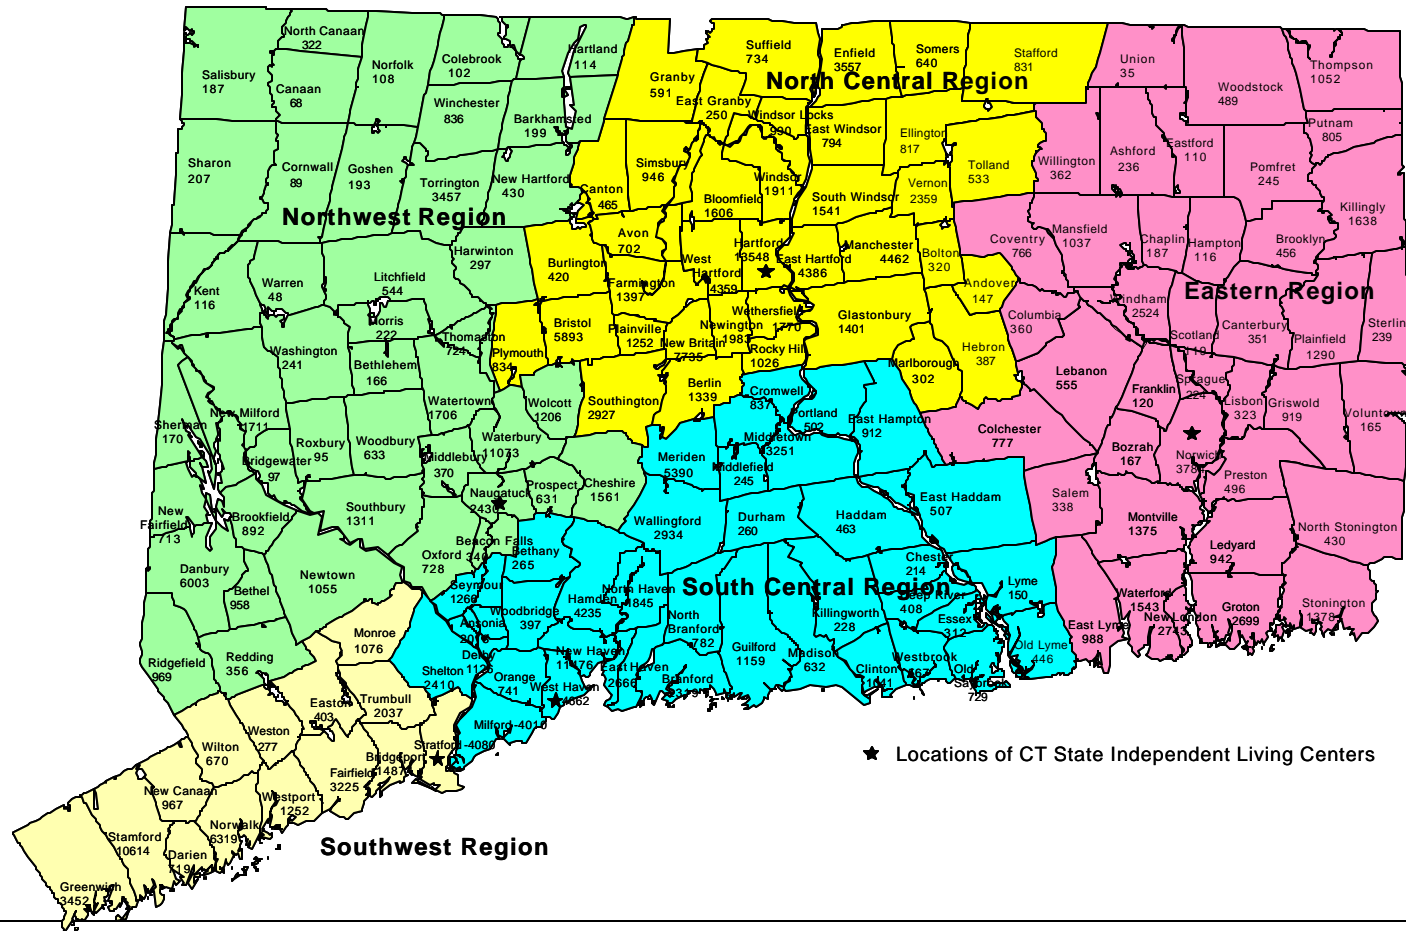 North Canaan
322
Salisbury
187
Canaan
68
Norfolk
108
Colebrook
102
Hartland
114
Winchester
836
Barkhamsted
199
Sharon
207
Cornwall
89
Goshen
193
Torrington
3457
New Hartford
430
Northwest Region
Harwinton
297
Kent
116
Warren
48
Litchfield
544
Morris
222
Thomaston
724
Washington
241
Bethlehem
166
Watertown
1706
Wolcott
1206
Sherman
170
New Milford
1711
Roxbury
95
Woodbury
633
Waterbury
11073
Bridgewater
97
Middlebury
370
Naugatuck
2430
Prospect
631
Cheshire
1561
New
Fairfield
713
Brookfield
892
Southbury
1311
Beacon Falls
Oxford
728
Danbury
6003
Bethel
958
Newtown
1055
Ridgefield
969
Redding
356
Suffield
734
Enfield
3557
Somers
640
Stafford
831
North Central Region
Granby
591
East Granby
250
Windsor Locks
990
East Windsor
794
Ellington
817
Tolland
533
Simsbury
946
Windsor
1911
Canton
465
Bloomfield
1606
South Windsor
1541
Vernon
2359
Avon
702
Hartford
13548
West
Hartford
4359
East Hartford
4386
Manchester
4462
Bolton
320
Andover
147
Burlington
420
Farmington
1397
Bristol
5893
Plainville
1252
New Britain
7735
Newington
1983
Wethersfield
1770
Glastonbury
1401
Hebron
387
Plymouth
834
Rocky Hill
1026
Marlborough
302
Southington
2927
Berlin
1339
Union
35
Woodstock
489
Thompson
1052
Putnam
805
Willington
362
Ashford
236
Eastford
110
Pomfret
245
Killingly
1638
Coventry
766
Mansfield
1037
Chaplin
187
Hampton
116
Brooklyn
456
Eastern Region
Columbia
360
Windham
2524
Scotland
Canterbury
351
Plainfield
1290
Sterlin
239
Lebanon
555
Franklin
120
Sprague
224
Lisbon
323
Griswold
919
Voluntown
165
Colchester
777
Bozrah
167
Norwich
Preston
496
Salem
338
Montville
1375
Ledyard
942
North Stonington
430
Waterford
1543
East Lyme
988
New London
2743
Groton
2699
Stonington
1378
Cromwell
837
Portland
502
East Hampton
912
Middletown
3251
Meriden
5390
Middlefield
245
East Haddam
507
Wallingford
2934
Durham
260
Haddam
463
Bethany
265
South Central Region
Chester
214
Lyme
150
Seymour
1266
Woodbridge
397
Hamden
4235
North Haven
1845
North
Branford
782
Killingworth
228
Deep River
408
Essex
312
Ansonia
Derby
1126
Guilford
1159
Madison
632
Old Lyme
446
Shelton
2410
Orange
741
New Haven
11476
East Haven
2666
Branford
Clinton
1041
Westbrook
Old
Saybrook
729
West Haven
4662
Milford-4010
Monroe
1076
Trumbull
2037
Easton
403
Weston
277
Wilton
670
Stratford-4080
Bridgeport
1487
Fairfield
3225
New Canaan
967
Westport
1252
Norwalk
6319
Stamford
10614
Darien
719
Greenwich
3452
Southwest Region
Locations of CT State Independent Living Centers